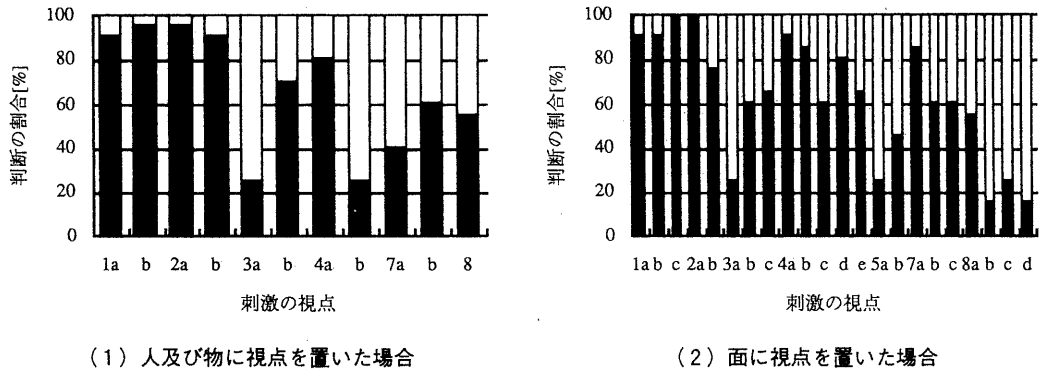 100
80
60
40
20
0
判断の割合[%]
1a b 2a b 3a b 4a b 7a b 8
刺激の視点
(1) 人及び物に視点を置いた場合
100
80
60
40
20
0
判断の割合[%]
1a b c 2a b 3a b c 4a b c d e 5a b 7a b c 8a b c d
刺激の視点
(2) 面に視点を置いた場合